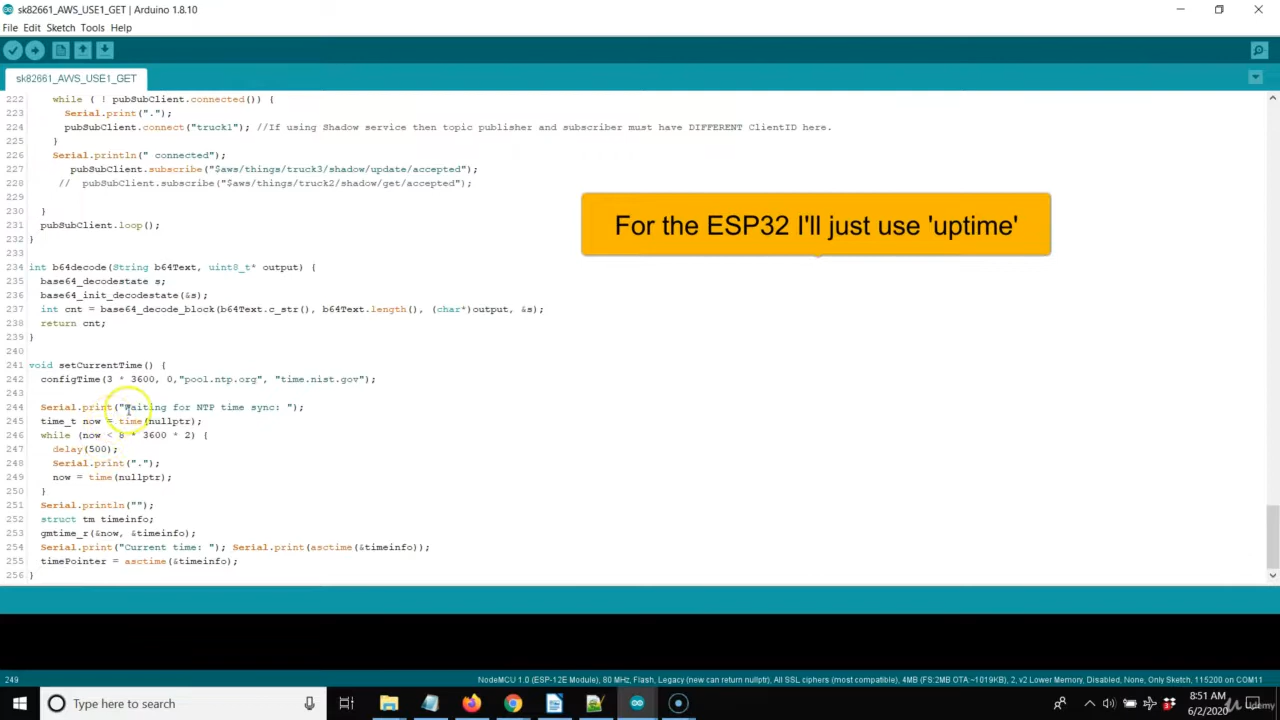 sk82661_AWS_USE1_GET | Arduino 1.8.10
File Edit Sketch Tools Help
sk82661_AWS_USE1_GET
222 while ( ! pubSubClient.connected()) {
223 Serial.print(".");
224 pubSubClient.connect("truck1"); //If using Shadow service then topic publisher and subscriber must have DIFFERENT ClientID here.
225 }
226 Serial.println(" connected");
227 pubSubClient.subscribe("$aws/things/truck3/shadow/update/accepted");
228 // pubSubClient.subscribe("$aws/things/truck2/shadow/get/accepted");
229
230 }
231 pubSubClient.loop();
232 }
233
234 int b64decode(String b64Text, uint8_t* output) {
235 base64_decodestate s;
236 base64_init_decodestate(&s);
237 int cnt = base64_decode_block(b64Text.c_str(), b64Text.length(), (char*)output, &s);
238 return cnt;
239 }
240
241 void setCurrentTime() {
242 configTime(3 * 3600, 0,"pool.ntp.org", "time.nist.gov");
243
244 Serial.print("Waiting for NTP time sync: ");
245 time_t now = time(nullptr);
246 while (now < 8 * 3600 * 2) {
247 delay(500);
248 Serial.print(".");
249 now = time(nullptr);
250 }
251 Serial.println("");
252 struct tm timeinfo;
253 gmtime_r(&now, &timeinfo);
254 Serial.print("Current time: "); Serial.print(asctime(&timeinfo));
255 timePointer = asctime(&timeinfo);
256 }
For the ESP32 I'll just use 'uptime'
249 NodeMCU 1.0 (ESP-12E Module), 80 MHz, Flash, Legacy (new can return nullptr), All SSL ciphers (most compatible), 4MB (FS:2MB OTA:~1019KB), 2, v2 Lower Memory, Disabled, None, Only Sketch, 115200 on COM11
Type here to search
8:51 AM
6/2/2020
Udemy